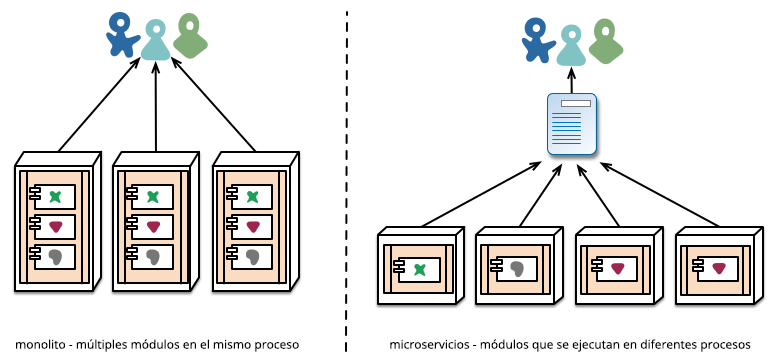 monolito - múltiples módulos en el mismo proceso
microservicios - módulos que se ejecutan en diferentes procesos